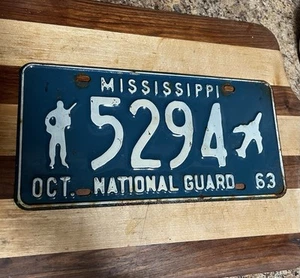 MISSISSIPPI
5294
OCT. NATIONAL GUARD 63